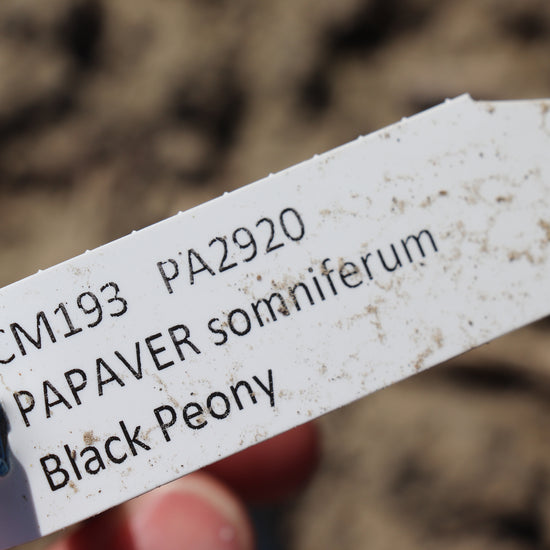 CM193 PA2920
PAPAVER somniferum
Black Peony